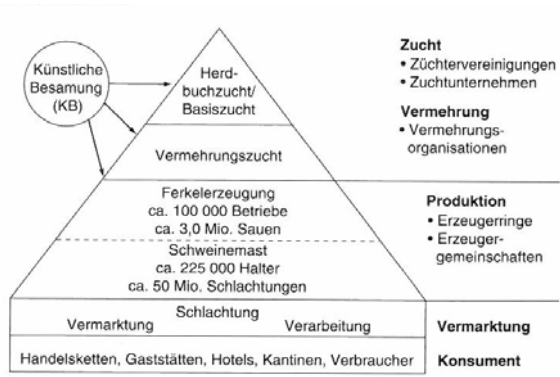 Künstliche
Besamung
(KB)
Herd-
buchzucht/
Basiszucht
Vermehrungszucht
Ferkelerzeugung
ca. 100 000 Betriebe
ca. 3,0 Mio. Sauen
Schweinemast
ca. 225 000 Halter
ca. 50 Mio. Schlachtungen
Schlachtung
Vermarktung Verarbeitung
Handelsketten, Gaststätten, Hotels, Kantinen, Verbraucher
Zucht
• Züchtervereinigungen
• Zuchtunternehmen
Vermehrung
• Vermehrungs-
organisationen
Produktion
• Erzeugerringe
• Erzeuger-
gemeinschaften
Vermarktung
Konsument